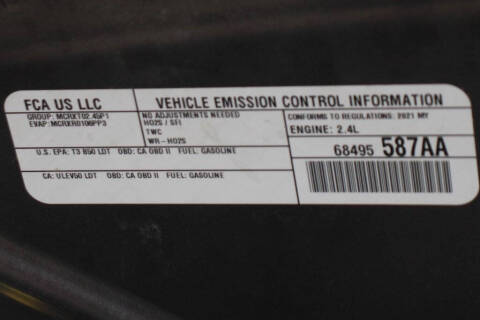 FCA US LLC
VEHICLE EMISSION CONTROL INFORMATION
GROUP: MCRXT02.45P1
EVAP: MCRXR0106PP3
NO ADJUSTMENTS NEEDED
HO2S / SFI
TWC
WR-HO2S
CONFORMS TO REGULATIONS: 2021 MY
ENGINE: 2.4L
U.S. EPA: T3 B50 LDT OBD: CA OBD II FUEL: GASOLINE
68495 587AA
CA: ULEV50 LDT OBD: CA OBD II FUEL: GASOLINE